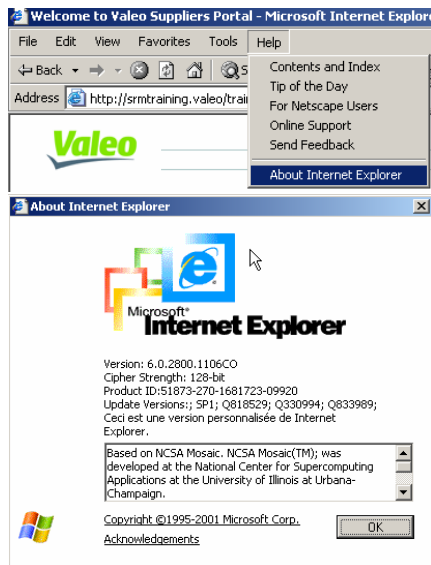 Welcome to Valeo Suppliers Portal - Microsoft Internet Explor
File Edit View Favorites Tools Help
Back
Address http://srmtraining.valeo/trai
Contents and Index
Tip of the Day
For Netscape Users
Online Support
Send Feedback
About Internet Explorer
Valeo
About Internet Explorer
Microsoft®
Internet Explorer
Version: 6.0.2800.1106CO
Cipher Strength: 128-bit
Product ID:51873-270-1681723-09920
Update Versions:; SP1; Q818529; Q330994; Q833989;
Ceci est une version personnalisée de Internet
Explorer.
Based on NCSA Mosaic. NCSA Mosaic(TM); was
developed at the National Center for Supercomputing
Applications at the University of Illinois at Urbana-
Champaign.
Copyright ©1995-2001 Microsoft Corp.
OK
Acknowledgements